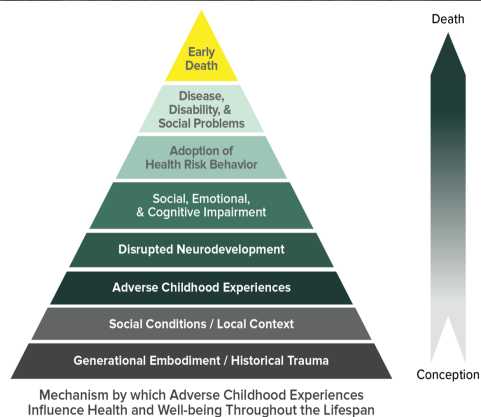 Death
Early
Death
Disease,
Disability, &
Social Problems
Adoption of
Health Risk Behavior
Social, Emotional,
& Cognitive Impairment
Disrupted Neurodevelopment
Adverse Childhood Experiences
Social Conditions / Local Context
Generational Embodiment / Historical Trauma
Conception
Mechanism by which Adverse Childhood Experiences
Influence Health and Well-being Throughout the Lifespan